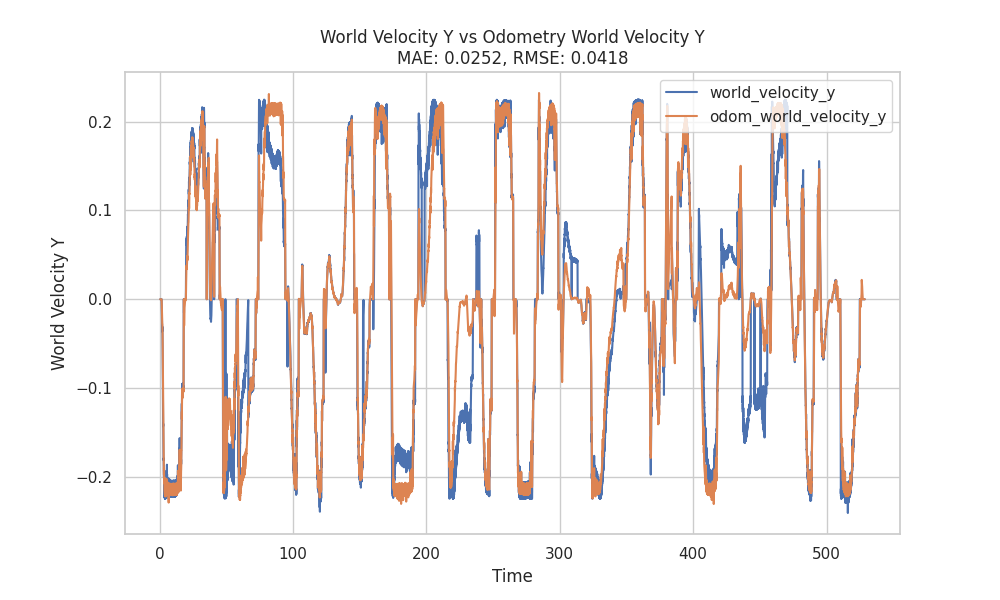 World Velocity Y vs Odometry World Velocity Y
MAE: 0.0252, RMSE: 0.0418
world_velocity_y
odom_world_velocity_y
World Velocity Y
0.2
0.1
0.0
−0.1
−0.2
0 100 200 300 400 500
Time